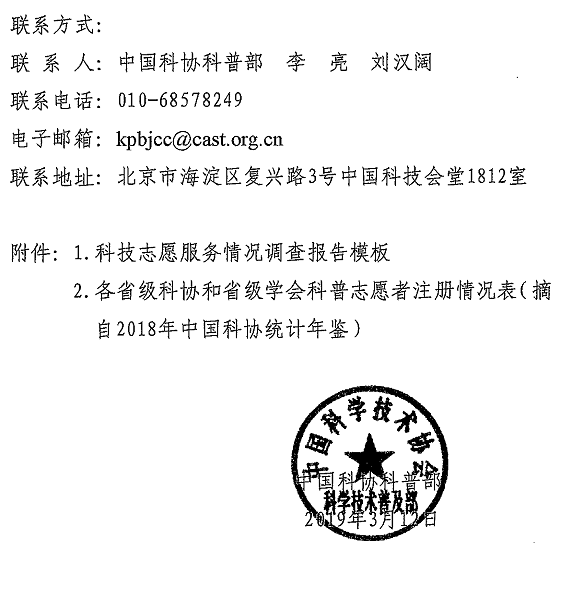 联系方式：
联 系 人：中国科协科普部 李 亮 刘汉阔
联系电话：010-68578249
电子邮箱：kpbjcc@cast.org.cn
联系地址：北京市海淀区复兴路3号中国科技会堂1812室
附件：1.科技志愿服务情况调查报告模板
2.各省级科协和省级学会科普志愿者注册情况表(摘
自2018年中国科协统计年鉴)
中国科学技术协会
中国科协科普部
科学技术普及部
2019年3月12日